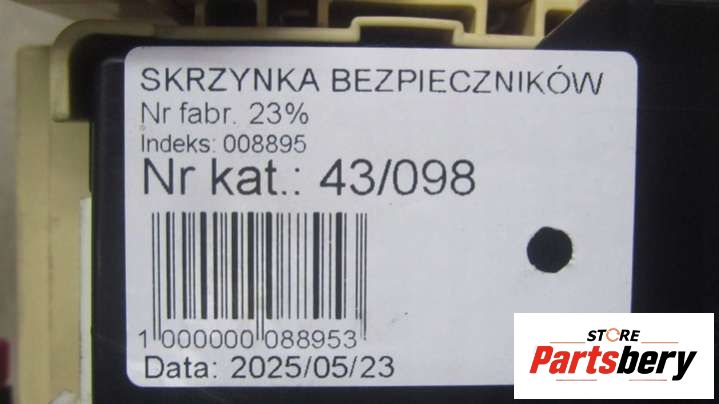 SKRZYNKA BEZPIECZNIKÓW
Nr fabr. 23%
Indeks: 008895
Nr kat.: 43/098
1 000000 088953
Data: 2025/05/23
STORE
Partsbery